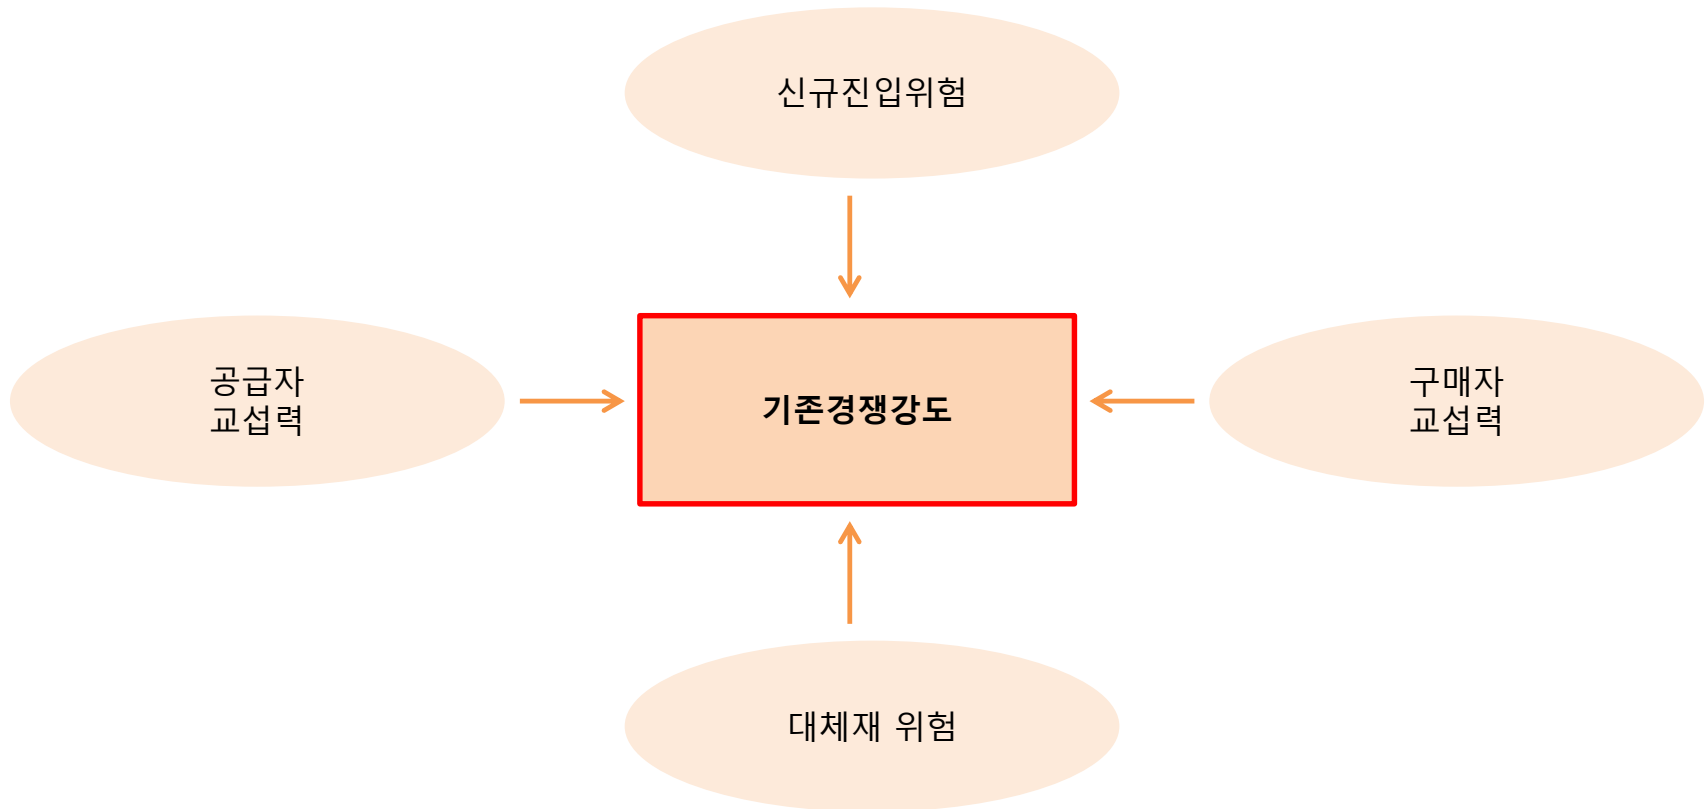 신규진입위험
공급자
교섭력
기존경쟁강도
구매자
교섭력
대체재 위험